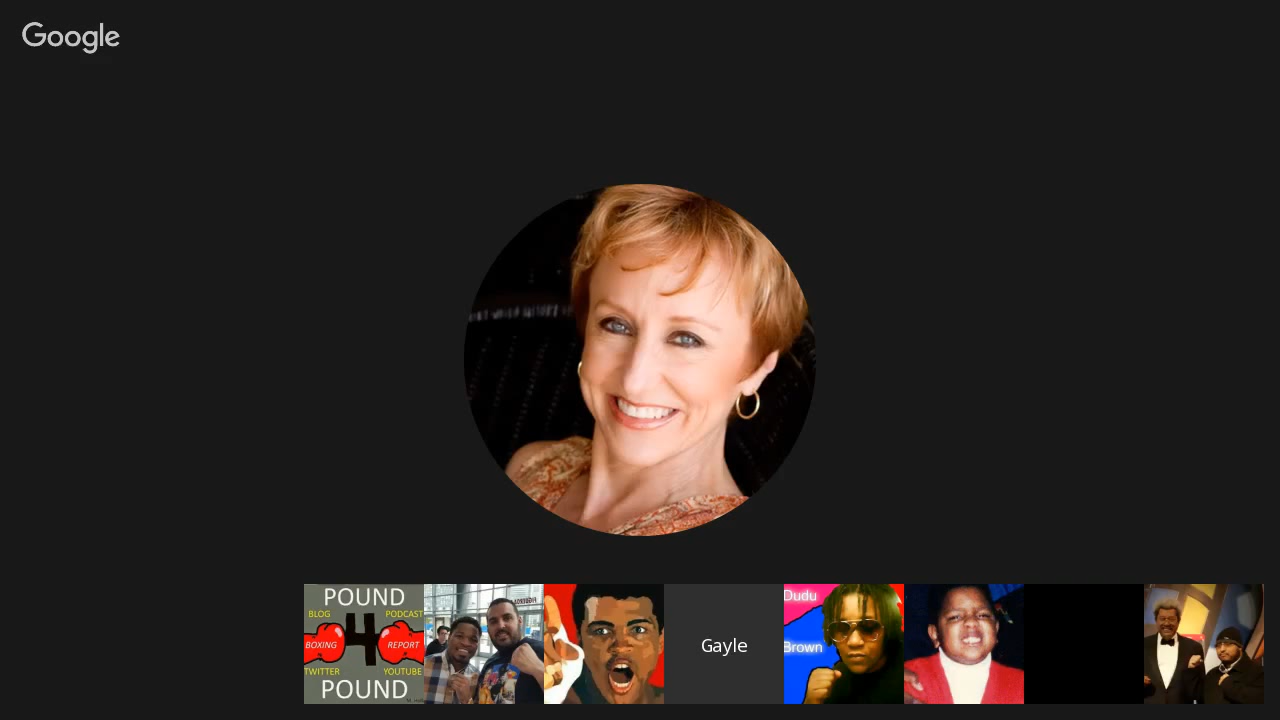 Google
POUND
BLOG PODCAST
4
BOXING REPORT
TWITTER YOUTUBE
POUND
Gayle
Dudu
Brown